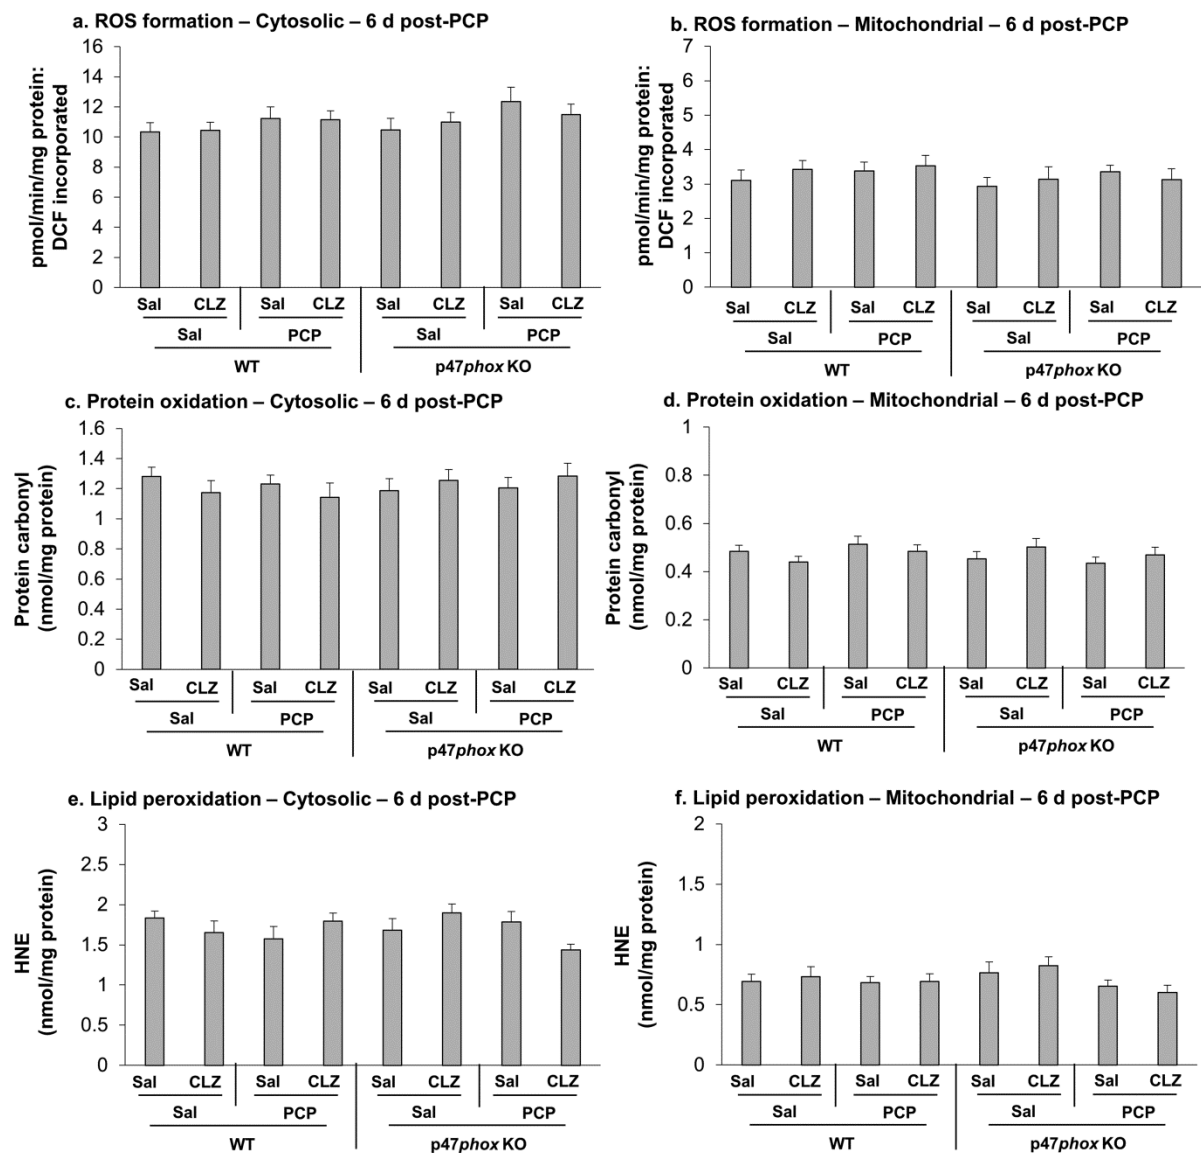 a. ROS formation – Cytosolic – 6 d post-PCP
pmol/min/mg protein:
DCF incorporated
16
14
12
10
8
6
4
2
0
Sal CLZ Sal CLZ Sal CLZ Sal CLZ
Sal PCP Sal PCP
WT p47phox KO
b. ROS formation – Mitochondrial – 6 d post-PCP
pmol/min/mg protein:
DCF incorporated
7
6
5
4
3
2
1
0
Sal CLZ Sal CLZ Sal CLZ Sal CLZ
Sal PCP Sal PCP
WT p47phox KO
c. Protein oxidation – Cytosolic – 6 d post-PCP
Protein carbonyl
(nmol/mg protein)
1.6
1.4
1.2
1
0.8
0.6
0.4
0.2
0
Sal CLZ Sal CLZ Sal CLZ Sal CLZ
Sal PCP Sal PCP
WT p47phox KO
d. Protein oxidation – Mitochondrial – 6 d post-PCP
Protein carbonyl
(nmol/mg protein)
1
0.8
0.6
0.4
0.2
0
Sal CLZ Sal CLZ Sal CLZ Sal CLZ
Sal PCP Sal PCP
WT p47phox KO
e. Lipid peroxidation – Cytosolic – 6 d post-PCP
HNE
(nmol/mg protein)
3
2.5
2
1.5
1
0.5
0
Sal CLZ Sal CLZ Sal CLZ Sal CLZ
Sal PCP Sal PCP
WT p47phox KO
f. Lipid peroxidation – Mitochondrial – 6 d post-PCP
HNE
(nmol/mg protein)
2
1.5
1
0.5
0
Sal CLZ Sal CLZ Sal CLZ Sal CLZ
Sal PCP Sal PCP
WT p47phox KO